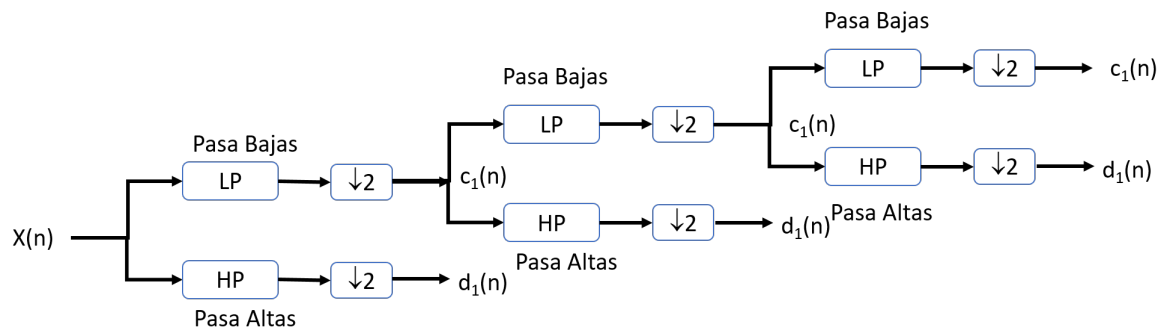 Pasa Bajas
LP
↓2
c₁(n)
Pasa Bajas
LP
↓2
c₁(n)
HP
↓2
d₁(n)
Pasa Altas
Pasa Bajas
LP
↓2
c₁(n)
HP
↓2
d₁(n)
Pasa Altas
X(n)
HP
↓2
d₁(n)
Pasa Altas